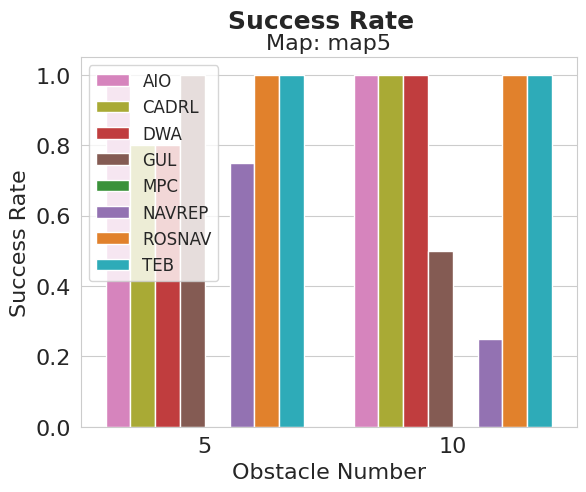 Success Rate
Map: map5
1.0
0.8
0.6
0.4
0.2
0.0
Success Rate
AIO
CADRL
DWA
GUL
MPC
NAVREP
ROSNAV
TEB
5
10
Obstacle Number